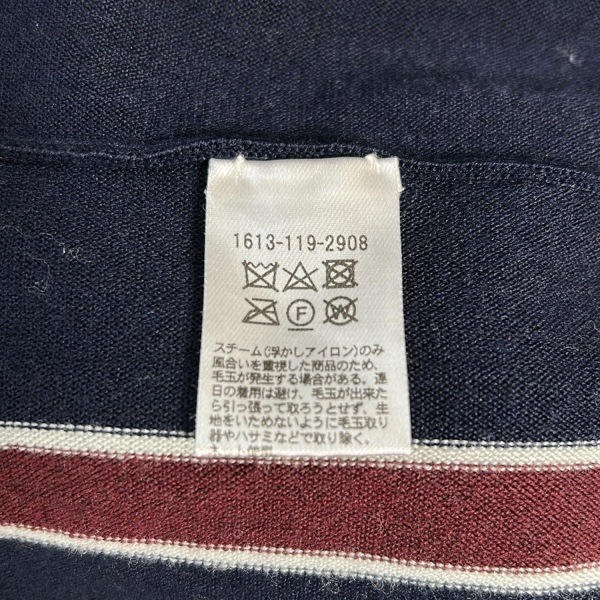 1613-119-2908
F W
スチーム(浮かしアイロン)のみ
風合いを重視した商品のため、
毛玉が発生する場合がある。連
日の着用は避け、毛玉が出来た
ら引っ張って取ろうとせず、生
地をいためないように毛玉取り
器やハサミなどで取り除く。